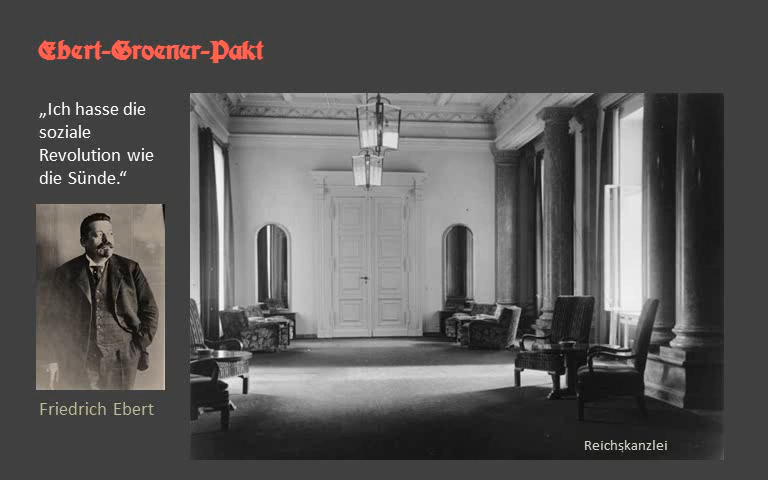 Ebert-Groener-Pakt
„Ich hasse die
soziale
Revolution wie
die Sünde.“
Friedrich Ebert
Reichskanzlei